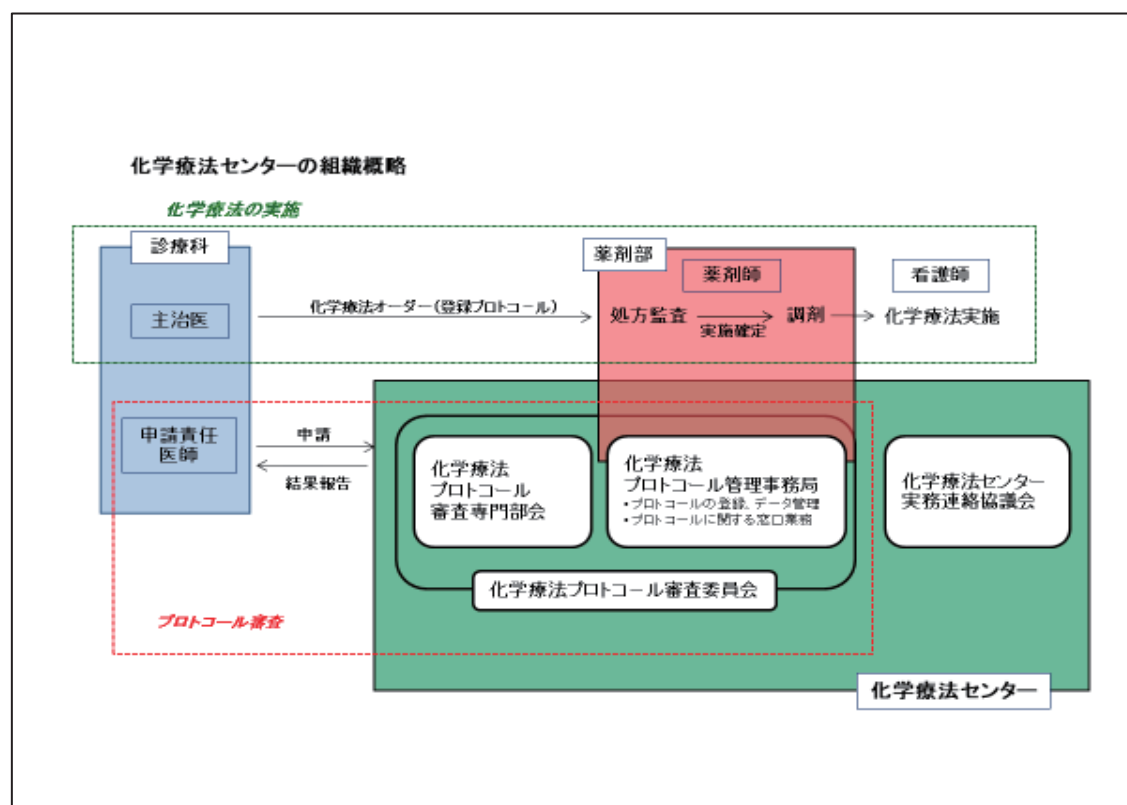 化学療法センターの組織概略
化学療法の実施
診療科
薬剤部
薬剤師
看護師
主治医
化学療法オーダー(登録プロトコール)
処方監査
実施確定
調剤
化学療法実施
申請責任
医師
申請
結果報告
化学療法
プロトコール
審査専門部会
化学療法
プロトコール管理事務局
・プロトコールの登録、データ管理
・プロトコールに関する窓口業務
化学療法センター
実務連絡協議会
化学療法プロトコール審査委員会
プロトコール審査
化学療法センター